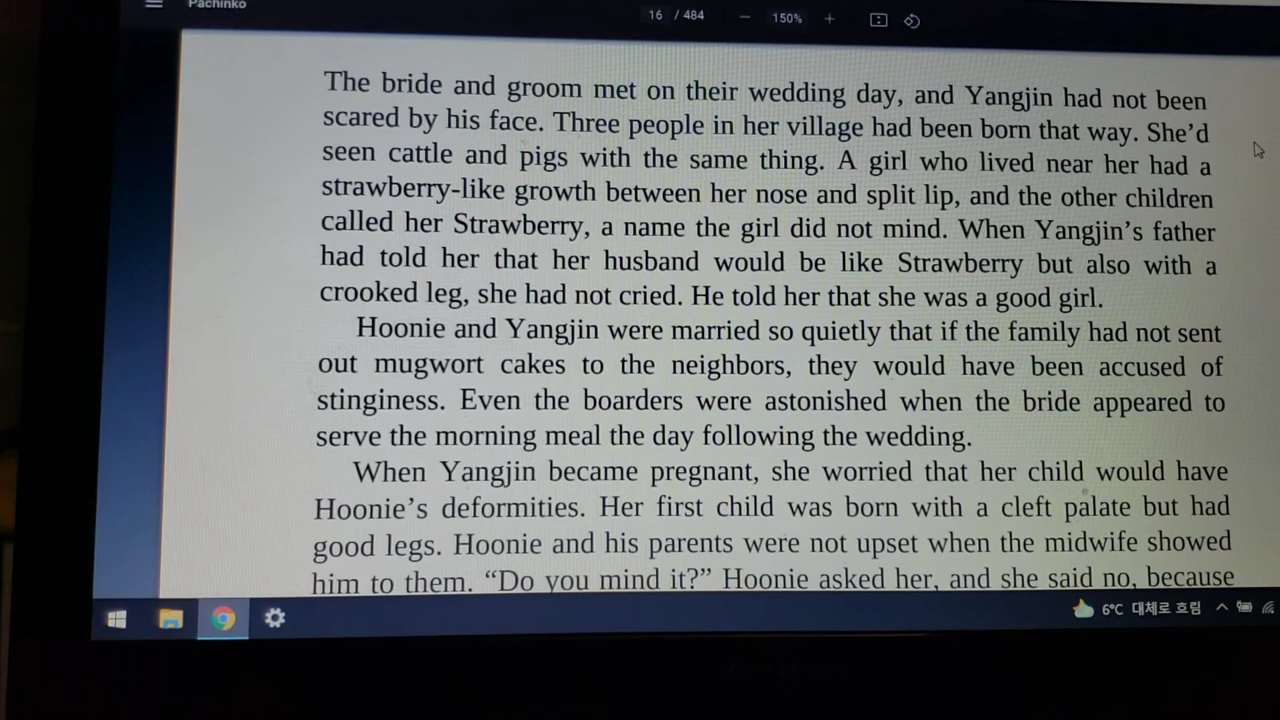 Pachinko
16 / 484 — 150% +
The bride and groom met on their wedding day, and Yangjin had not been
scared by his face. Three people in her village had been born that way. She’d
seen cattle and pigs with the same thing. A girl who lived near her had a
strawberry-like growth between her nose and split lip, and the other children
called her Strawberry, a name the girl did not mind. When Yangjin’s father
had told her that her husband would be like Strawberry but also with a
crooked leg, she had not cried. He told her that she was a good girl.
Hoonie and Yangjin were married so quietly that if the family had not sent
out mugwort cakes to the neighbors, they would have been accused of
stinginess. Even the boarders were astonished when the bride appeared to
serve the morning meal the day following the wedding.
When Yangjin became pregnant, she worried that her child would have
Hoonie’s deformities. Her first child was born with a cleft palate but had
good legs. Hoonie and his parents were not upset when the midwife showed
him to them. “Do you mind it?” Hoonie asked her, and she said no, because
6°C 대체로 흐림